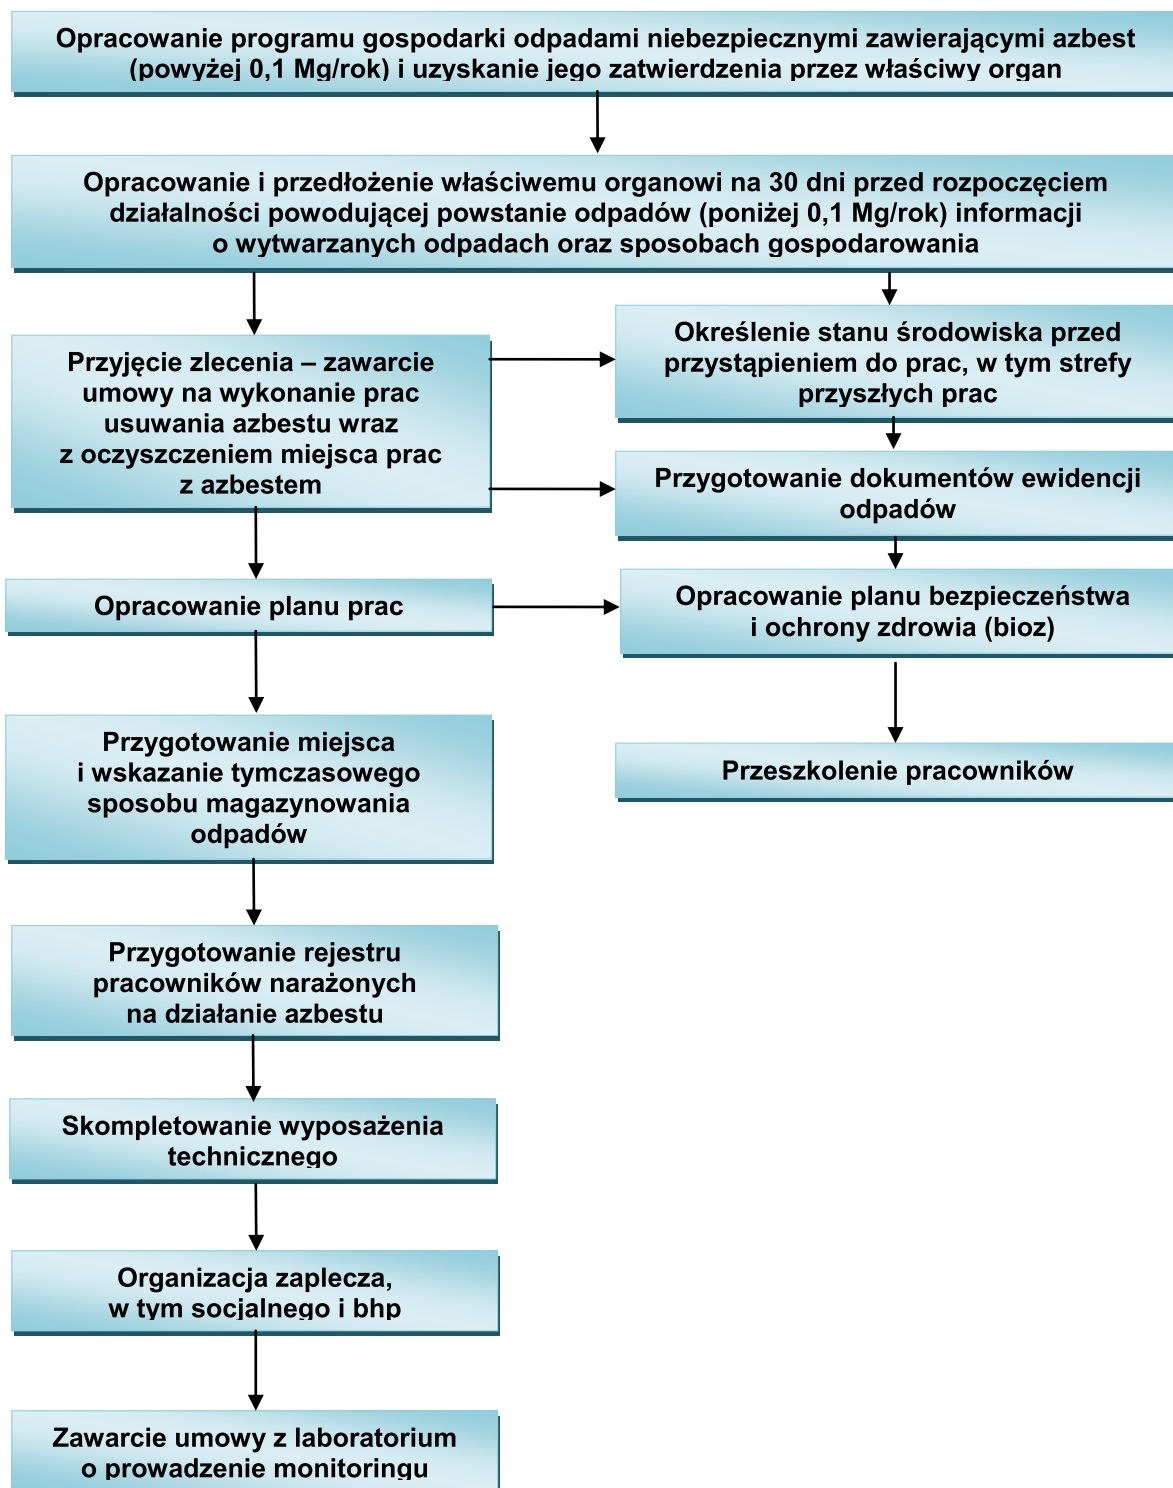 Opracowanie programu gospodarki odpadami niebezpiecznymi zawierającymi azbest
(powyżej 0,1 Mg/rok) i uzyskanie jego zatwierdzenia przez właściwy organ
Opracowanie i przedłożenie właściwemu organowi na 30 dni przed rozpoczęciem
działalności powodującej powstanie odpadów (poniżej 0,1 Mg/rok) informacji
o wytwarzanych odpadach oraz sposobach gospodarowania
Przyjęcie zlecenia – zawarcie
umowy na wykonanie prac
usuwania azbestu wraz
z oczyszczeniem miejsca prac
z azbestem
Określenie stanu środowiska przed
przystąpieniem do prac, w tym strefy
przyszłych prac
Przygotowanie dokumentów ewidencji
odpadów
Opracowanie planu prac
Opracowanie planu bezpieczeństwa
i ochrony zdrowia (bioz)
Przygotowanie miejsca
i wskazanie tymczasowego
sposobu magazynowania
odpadów
Przeszkolenie pracowników
Przygotowanie rejestru
pracowników narażonych
na działanie azbestu
Skompletowanie wyposażenia
technicznego
Organizacja zaplecza,
w tym socjalnego i bhp
Zawarcie umowy z laboratorium
o prowadzenie monitoringu